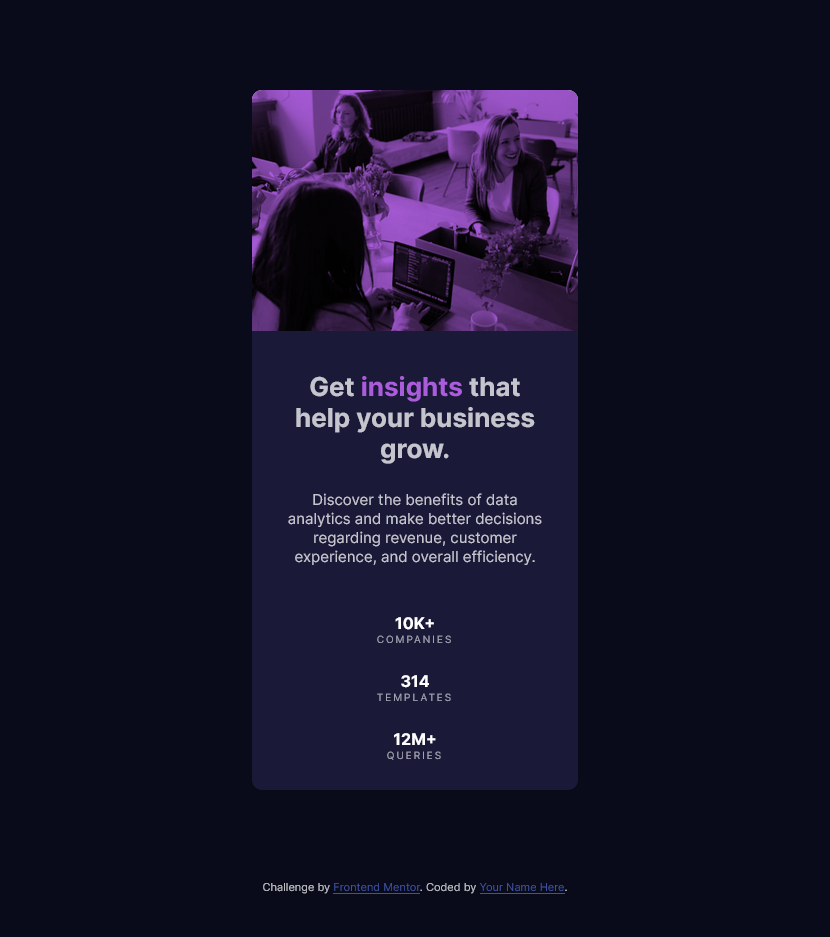 Get insights that
help your business
grow.
Discover the benefits of data
analytics and make better decisions
regarding revenue, customer
experience, and overall efficiency.
10K+
COMPANIES
314
TEMPLATES
12M+
QUERIES
Challenge by Frontend Mentor. Coded by Your Name Here.